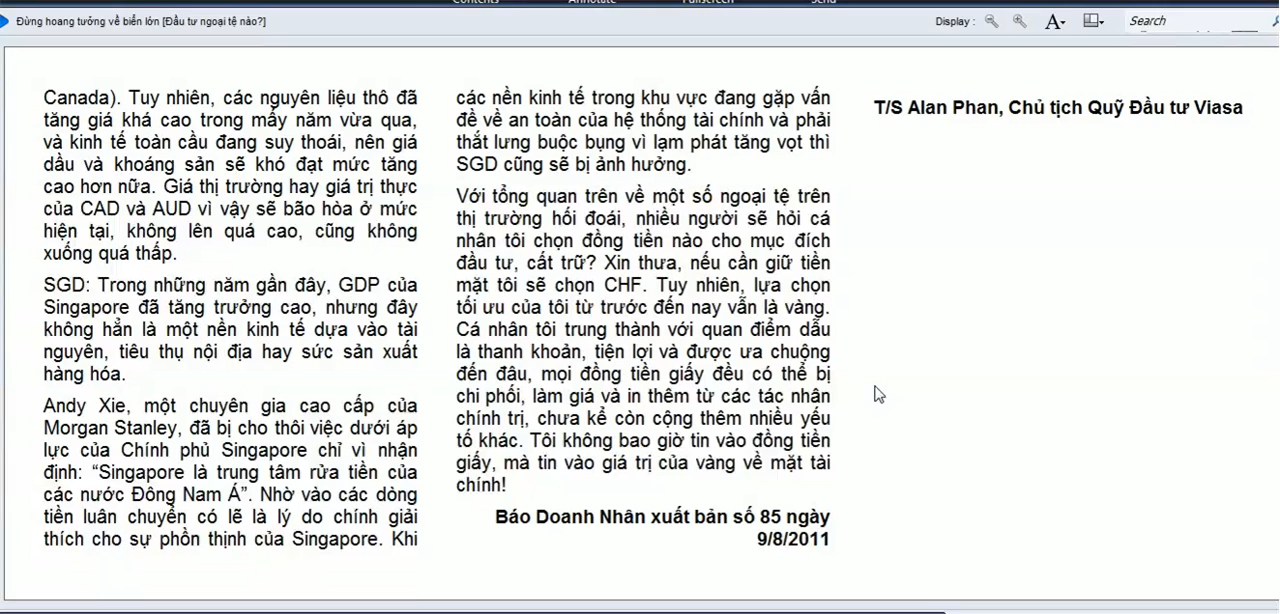 Contents Annotate Fullscreen Send
Đừng hoang tưởng về biển lớn [Đầu tư ngoại tệ nào?]
Display :
A
Search
Canada). Tuy nhiên, các nguyên liệu thô đã
tăng giá khá cao trong mấy năm vừa qua,
và kinh tế toàn cầu đang suy thoái, nên giá
dầu và khoáng sản sẽ khó đạt mức tăng
cao hơn nữa. Giá thị trường hay giá trị thực
của CAD và AUD vì vậy sẽ bão hòa ở mức
hiện tại, không lên quá cao, cũng không
xuống quá thấp.
SGD: Trong những năm gần đây, GDP của
Singapore đã tăng trưởng cao, nhưng đây
không hẳn là một nền kinh tế dựa vào tài
nguyên, tiêu thụ nội địa hay sức sản xuất
hàng hóa.
Andy Xie, một chuyên gia cao cấp của
Morgan Stanley, đã bị cho thôi việc dưới áp
lực của Chính phủ Singapore chỉ vì nhận
định: “Singapore là trung tâm rửa tiền của
các nước Đông Nam Á”. Nhờ vào các dòng
tiền luân chuyển có lẽ là lý do chính giải
thích cho sự phồn thịnh của Singapore. Khi
các nền kinh tế trong khu vực đang gặp vấn
đề về an toàn của hệ thống tài chính và phải
thắt lưng buộc bụng vì lạm phát tăng vọt thì
SGD cũng sẽ bị ảnh hưởng.
Với tổng quan trên về một số ngoại tệ trên
thị trường hối đoái, nhiều người sẽ hỏi cá
nhân tôi chọn đồng tiền nào cho mục đích
đầu tư, cất trữ? Xin thưa, nếu cần giữ tiền
mặt tôi sẽ chọn CHF. Tuy nhiên, lựa chọn
tối ưu của tôi từ trước đến nay vẫn là vàng.
Cá nhân tôi trung thành với quan điểm dẫu
là thanh khoản, tiện lợi và được ưa chuộng
đến đâu, mọi đồng tiền giấy đều có thể bị
chi phối, làm giá và in thêm từ các tác nhân
chính trị, chưa kể còn cộng thêm nhiều yếu
tố khác. Tôi không bao giờ tin vào đồng tiền
giấy, mà tin vào giá trị của vàng về mặt tài
chính!
Báo Doanh Nhân xuất bản số 85 ngày
9/8/2011
T/S Alan Phan, Chủ tịch Quỹ Đầu tư Viasa